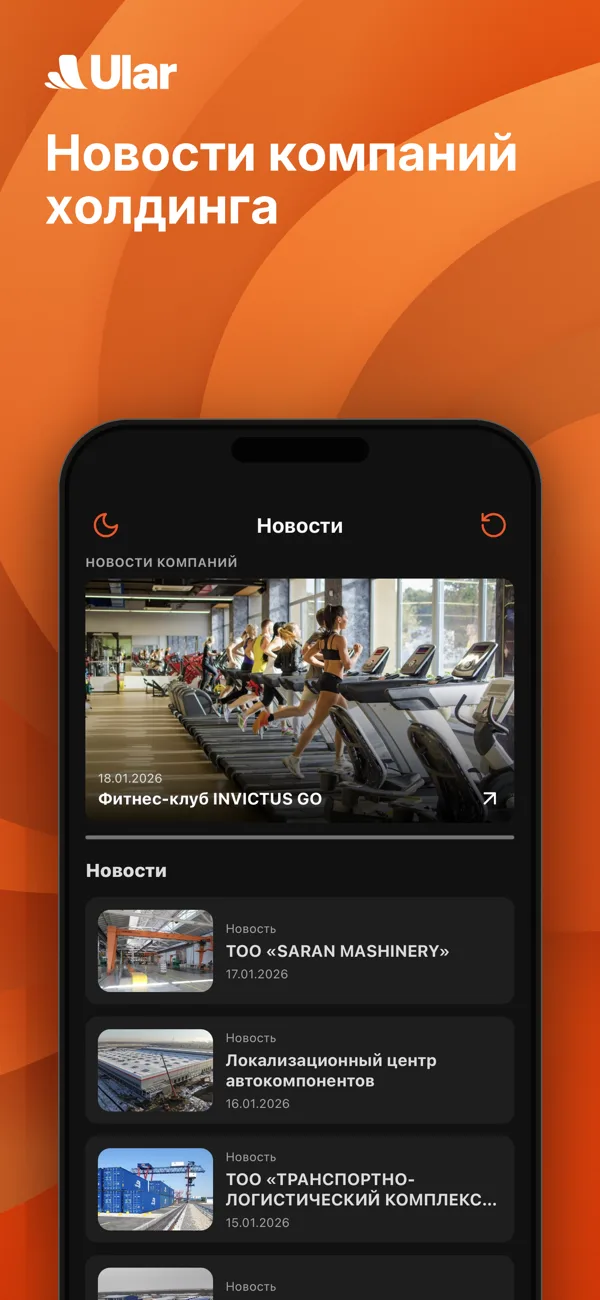 Ular
Новости компаний
холдинга
Новости
НОВОСТИ КОМПАНИЙ
18.01.2026
Фитнес-клуб INVICTUS GO
Новости
Новость
ТОО «SARAN MASHINERY»
17.01.2026
Новость
Локализационный центр
автокомпонентов
16.01.2026
Новость
ТОО «ТРАНСПОРТНО-
ЛОГИСТИЧЕСКИЙ КОМПЛЕКС...
15.01.2026
Новость